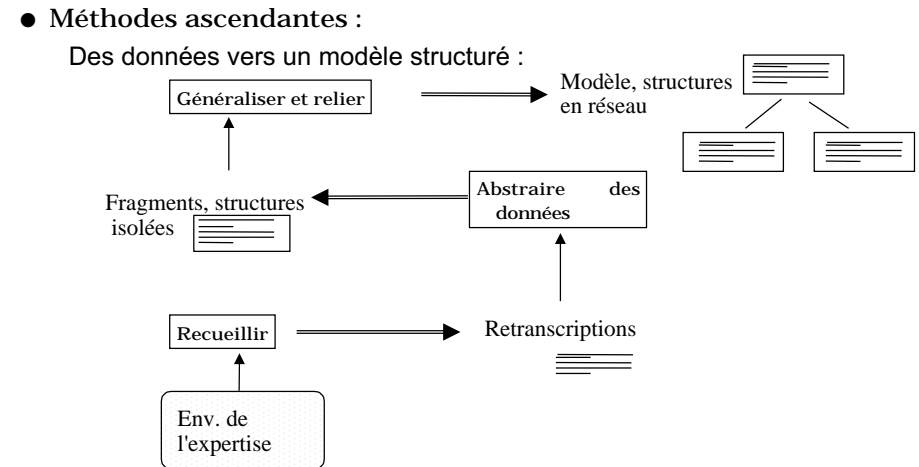 ● Méthodes ascendantes :
Des données vers un modèle structuré :
Généraliser et relier
Modèle, structures
en réseau
Fragments, structures
isolées
Abstraire des
données
Recueillir
Retranscriptions
Env. de
l'expertise